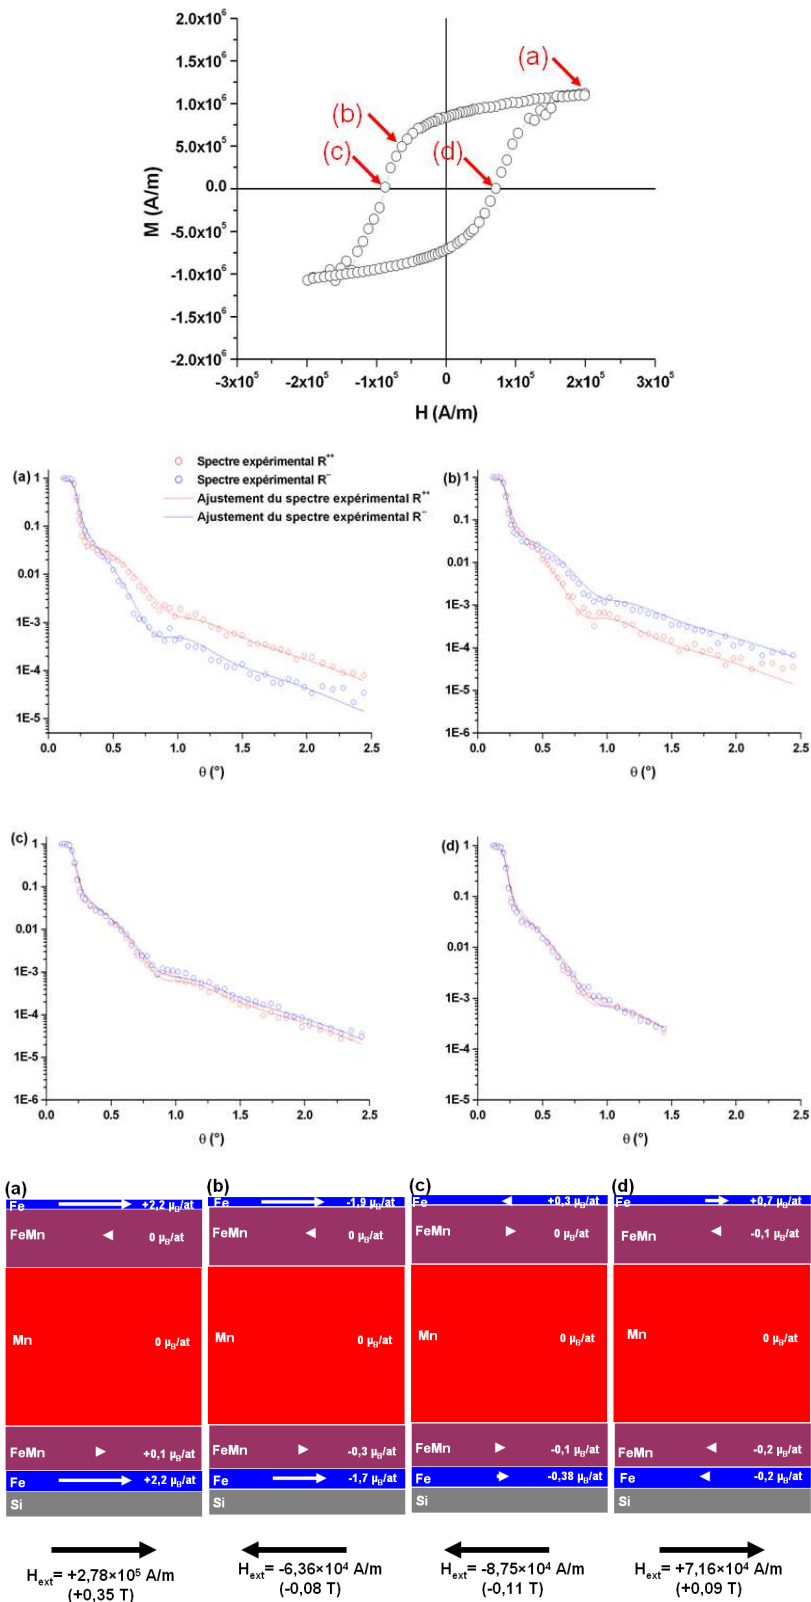 2.0x10⁶
1.5x10⁶
1.0x10⁶
5.0x10⁵
0.0
-5.0x10⁵
-1.0x10⁶
-1.5x10⁶
-2.0x10⁶
M (A/m)
(a)
(b)
(c)
(d)
-3x10⁵ -2x10⁵ -1x10⁵ 0 1x10⁵ 2x10⁵ 3x10⁵
H (A/m)
(a)
Spectre expérimental R⁺⁺
Spectre expérimental R⁻⁻
Ajustement du spectre expérimental R⁺⁺
Ajustement du spectre expérimental R⁻⁻
1
0.1
0.01
1E-3
1E-4
1E-5
0.0 0.5 1.0 1.5 2.0 2.5
θ (°)
(b)
1
0.1
0.01
1E-3
1E-4
1E-5
1E-6
0.0 0.5 1.0 1.5 2.0 2.5
θ (°)
(c)
1
0.1
0.01
1E-3
1E-4
1E-5
1E-6
0.0 0.5 1.0 1.5 2.0 2.5
θ (°)
(d)
1
0.1
0.01
1E-3
1E-4
1E-5
0.0 0.5 1.0 1.5 2.0 2.5
θ (°)
(a)
Fe +2,2 µB/at
FeMn 0 µB/at
Mn 0 µB/at
FeMn +0,1 µB/at
Fe +2,2 µB/at
Si
Hext= +2,78×10⁵ A/m
(+0,35 T)
(b)
Fe -1,9 µB/at
FeMn 0 µB/at
Mn 0 µB/at
FeMn -0,3 µB/at
Fe -1,7 µB/at
Si
Hext= -6,36×10⁴ A/m
(-0,08 T)
(c)
Fe +0,3 µB/at
FeMn 0 µB/at
Mn 0 µB/at
FeMn -0,1 µB/at
Fe -0,38 µB/at
Si
Hext= -8,75×10⁴ A/m
(-0,11 T)
(d)
Fe +0,7 µB/at
FeMn -0,1 µB/at
Mn 0 µB/at
FeMn -0,2 µB/at
Fe -0,2 µB/at
Si
Hext= +7,16×10⁴ A/m
(+0,09 T)